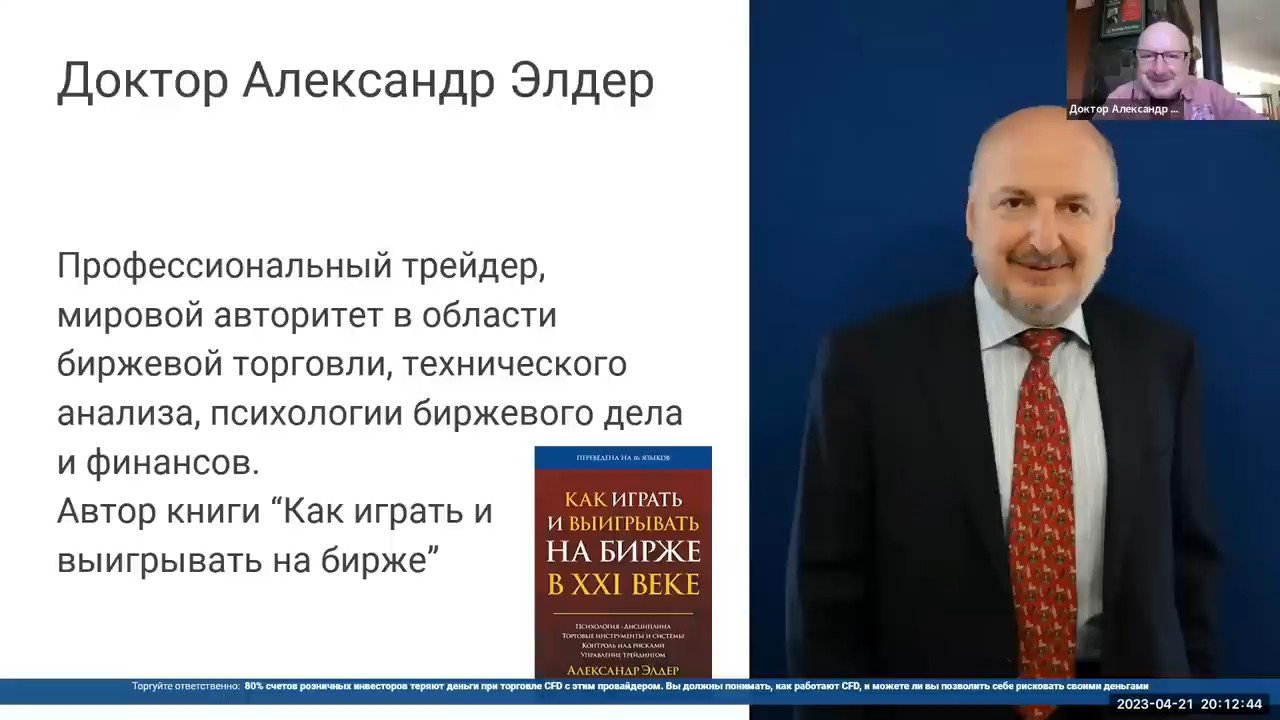 Доктор Александр Элдер
Доктор Александр ...
Профессиональный трейдер,
мировой авторитет в области
биржевой торговли, технического
анализа, психологии биржевого дела
и финансов.
Автор книги “Как играть и
выигрывать на бирже”
ПЕРЕВЕДЕНА НА 16 ЯЗЫКОВ
КАК ИГРАТЬ
И ВЫИГРЫВАТЬ
НА БИРЖЕ
В XXI ВЕКЕ
ПСИХОЛОГИЯ · ДИСЦИПЛИНА
ТОРГОВЫЕ ИНСТРУМЕНТЫ И СИСТЕМЫ
КОНТРОЛЬ НАД РИСКАМИ
УПРАВЛЕНИЕ ТРЕЙДИНГОМ
АЛЕКСАНДР ЭЛДЕР
Торгуйте ответственно: 80% счетов розничных инвесторов теряют деньги при торговле CFD с этим провайдером. Вы должны понимать, как работают CFD, и можете ли вы позволить себе рисковать своими деньгами
2023-04-21 20:12:44